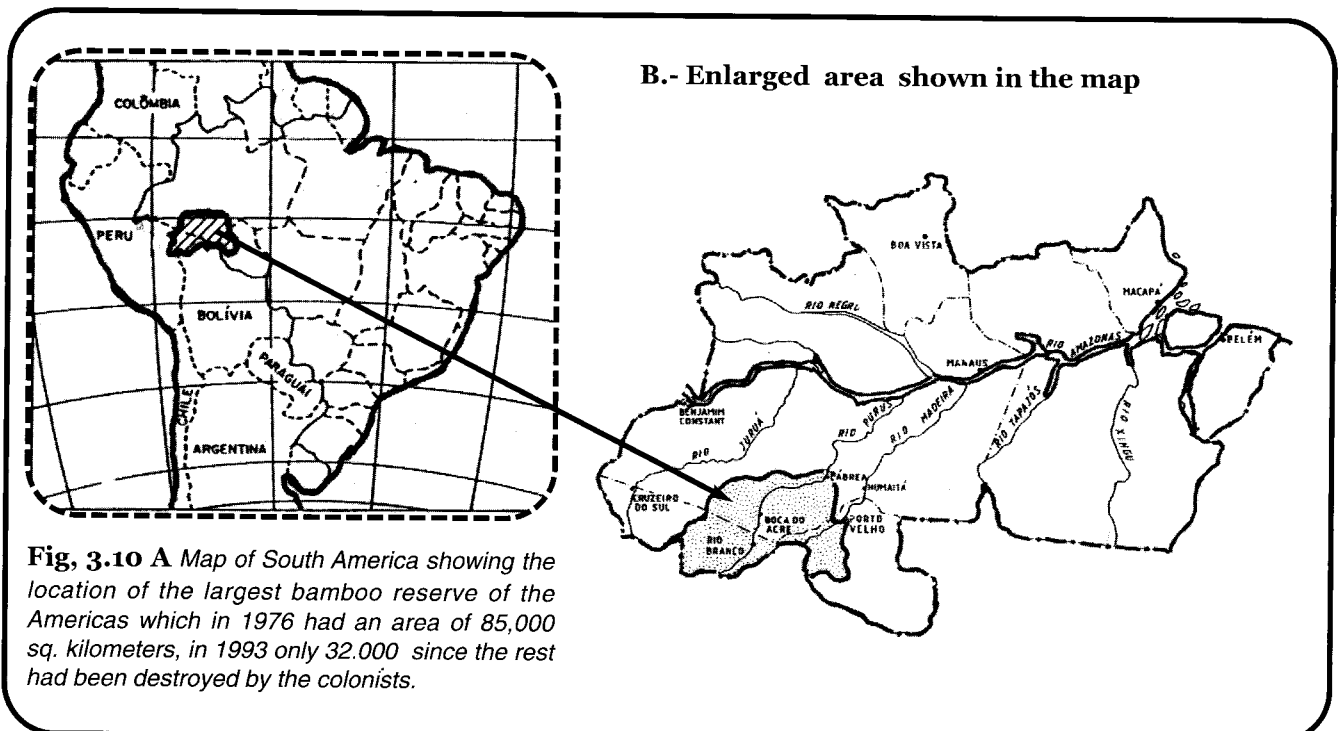 B.- Enlarged area shown in the map
COLÔMBIA
PERU
BOLÍVIA
PARAGUAI
CHILE
ARGENTINA
BOA VISTA
MACAPÁ
RIO NEGRO
RIO AMAZONAS
BELÉM
MANAUS
BENJAMIM
CONSTANT
RIO JURUÁ
RIO PURUS
RIO MADEIRA
RIO TAPAJÓS
RIO XINGU
LÁBREA
HUMAITÁ
CRUZEIRO
DO SUL
BOCA DO
ACRE
PORTO
VELHO
RIO
BRANCO
Fig, 3.10 A Map of South America showing the
location of the largest bamboo reserve of the
Americas which in 1976 had an area of 85,000
sq. kilometers, in 1993 only 32.000 since the rest
had been destroyed by the colonists.